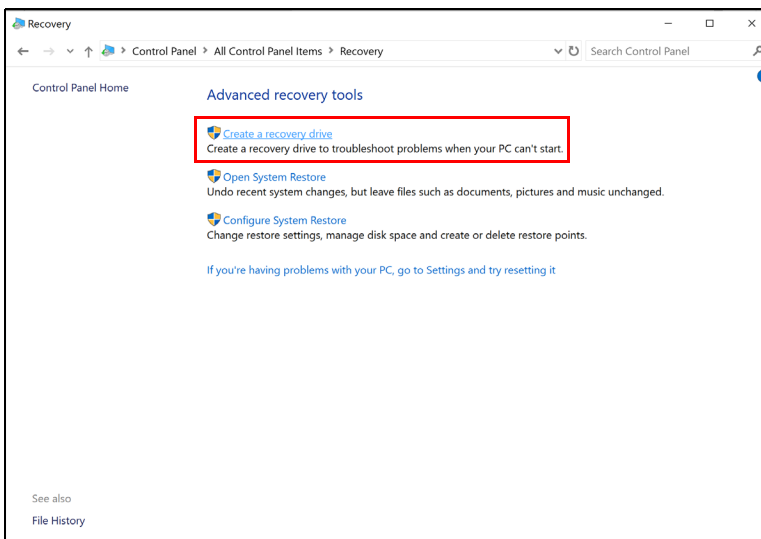 Recovery
Control Panel > All Control Panel Items > Recovery
Search Control Panel
Control Panel Home
Advanced recovery tools
Create a recovery drive
Create a recovery drive to troubleshoot problems when your PC can't start.
Open System Restore
Undo recent system changes, but leave files such as documents, pictures and music unchanged.
Configure System Restore
Change restore settings, manage disk space and create or delete restore points.
If you're having problems with your PC, go to Settings and try resetting it
See also
File History